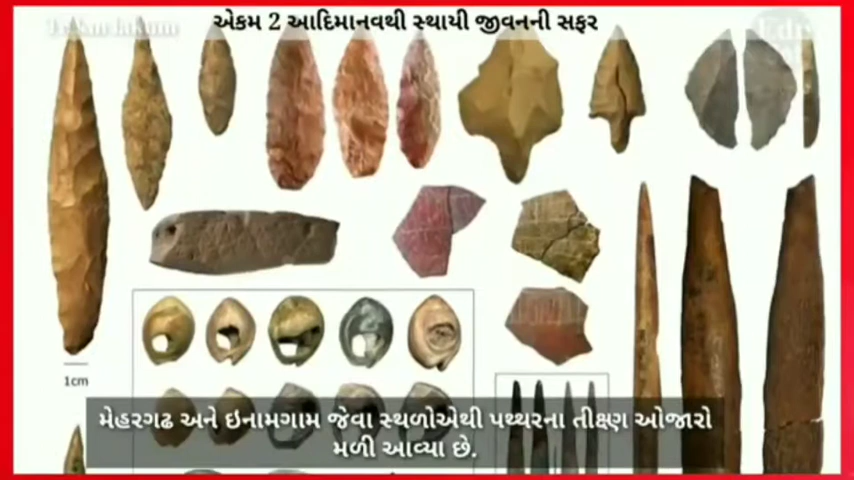 એકમ 2 આદિમાનવથી સ્થાયી જીવનની સફર
1cm
મેહરગઢ અને ઇનામગામ જેવા સ્થળોએથી પથ્થરના તીક્ષ્ણ ઓજારો
મળી આવ્યા છે.